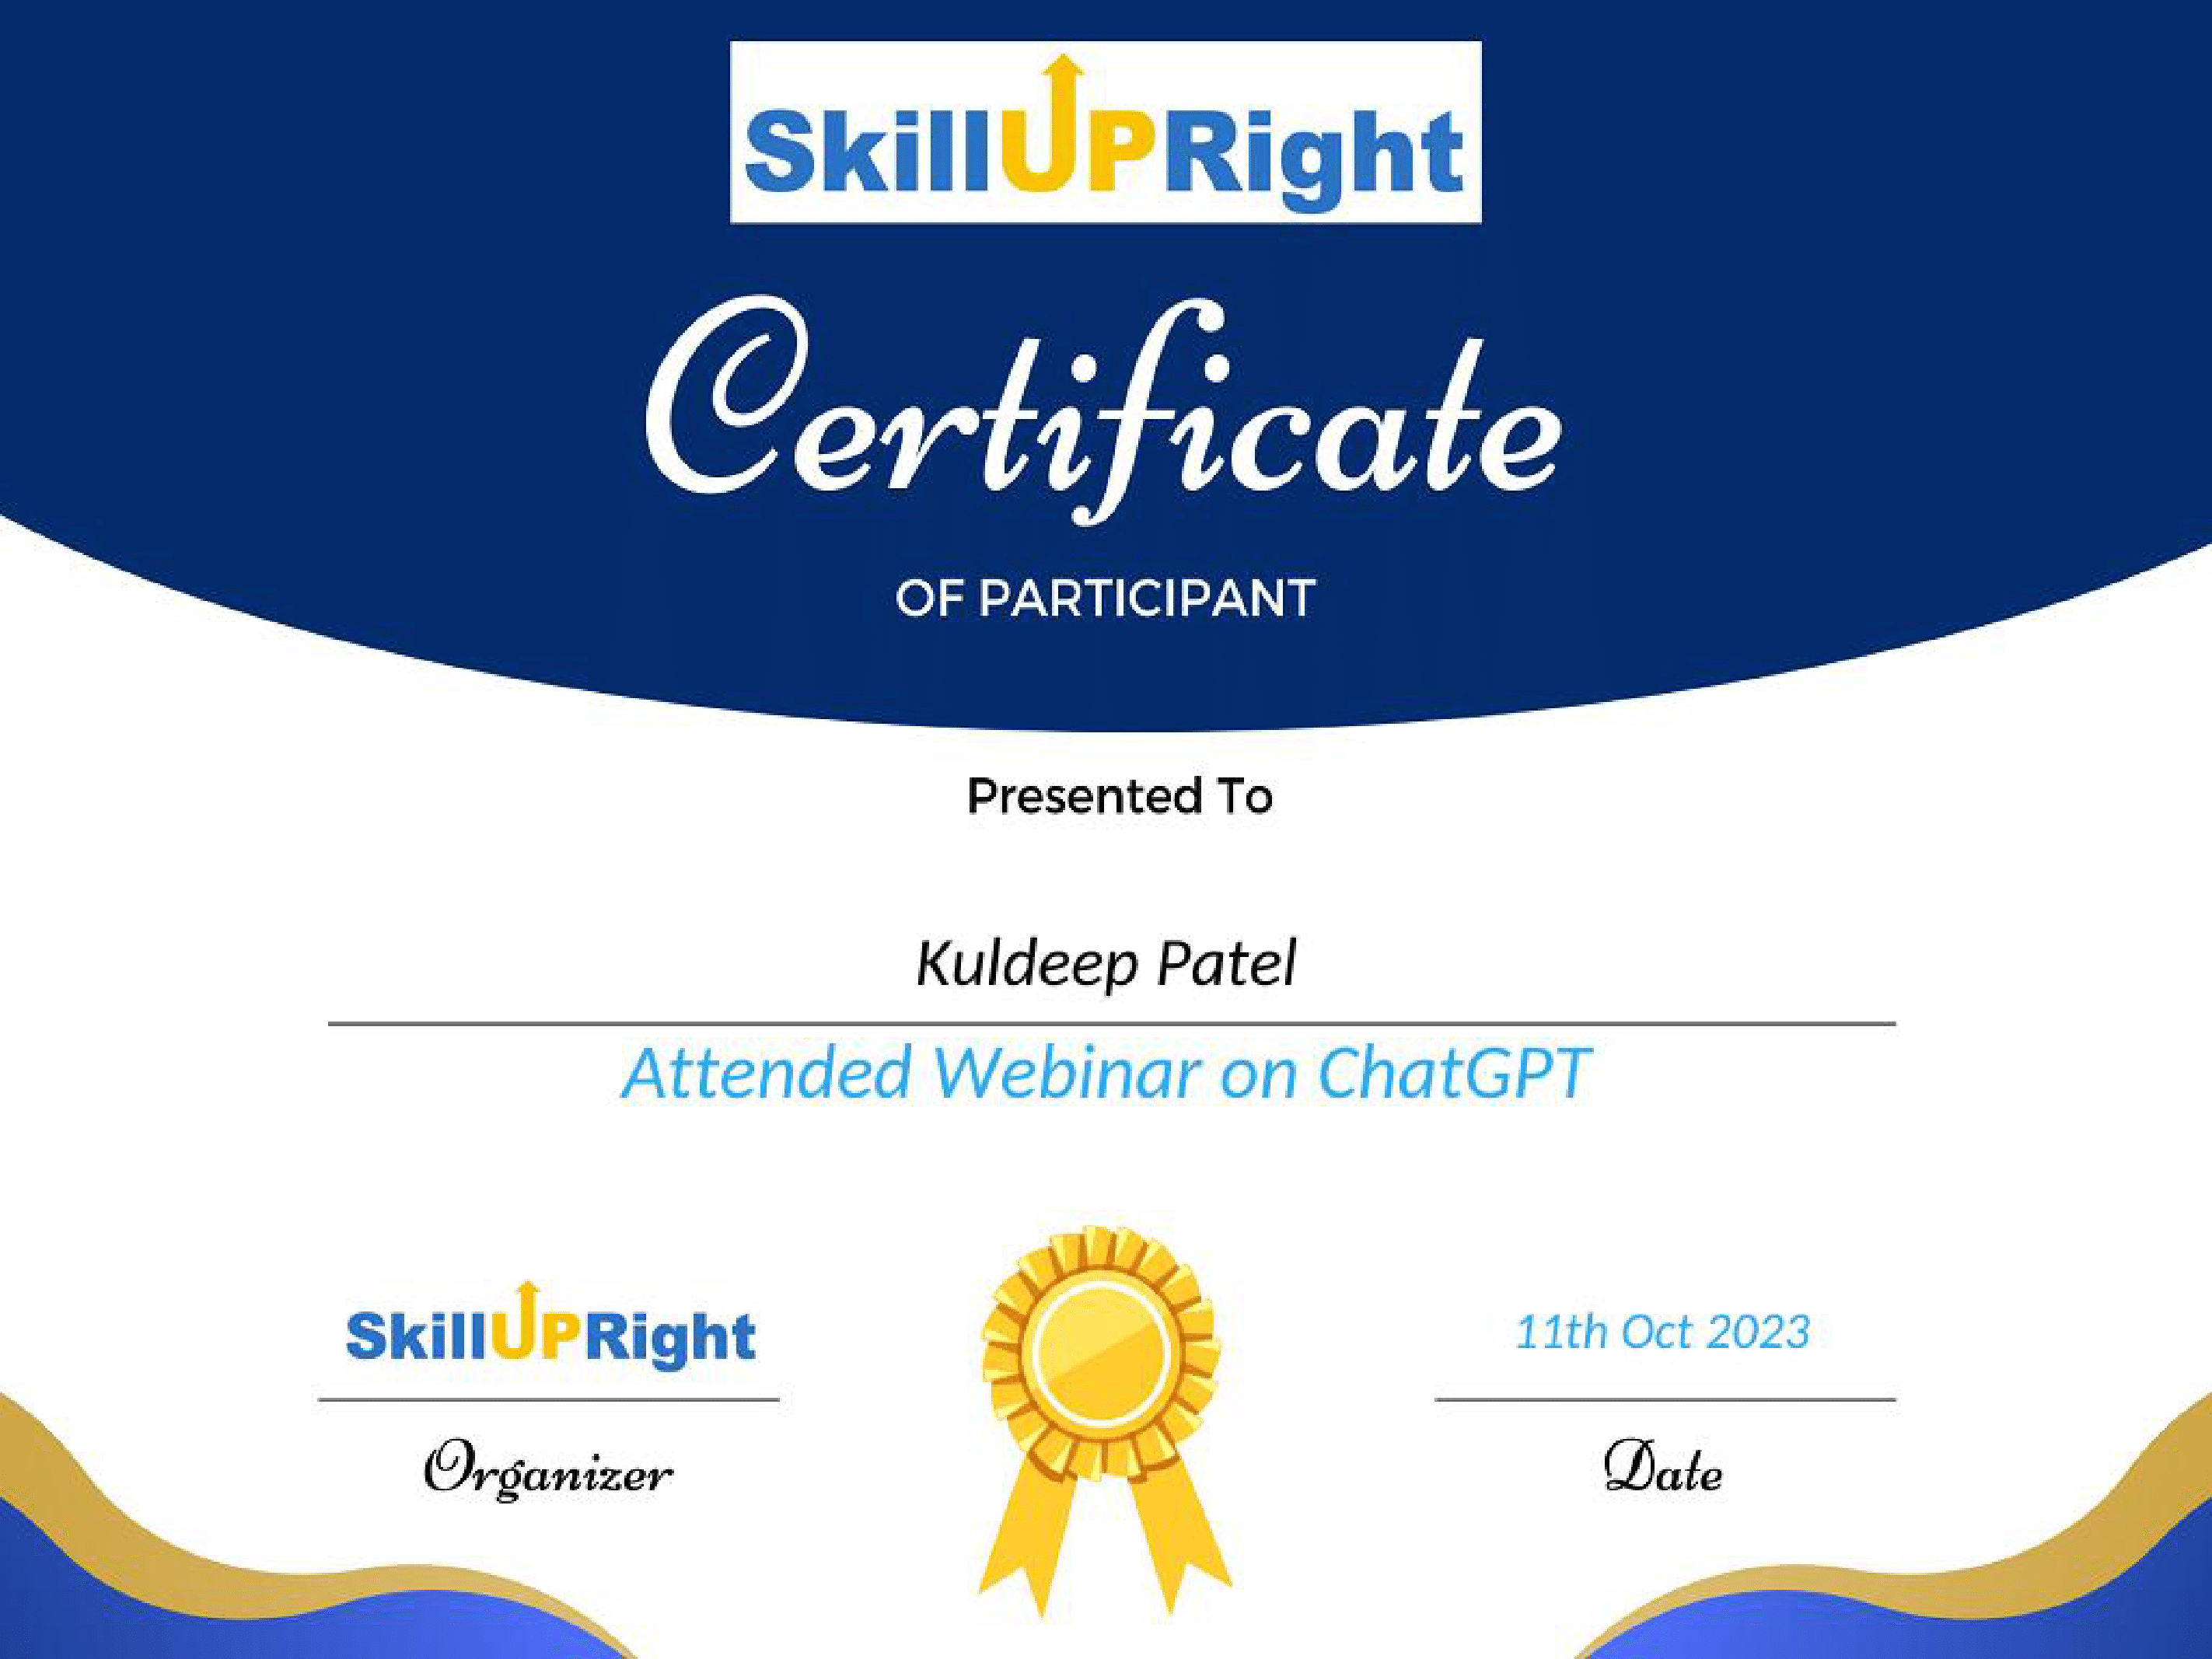 SkillUPRight
Certificate
OF PARTICIPANT
Presented To
Kuldeep Patel
Attended Webinar on ChatGPT
SkillUPRight
11th Oct 2023
Organizer
Date